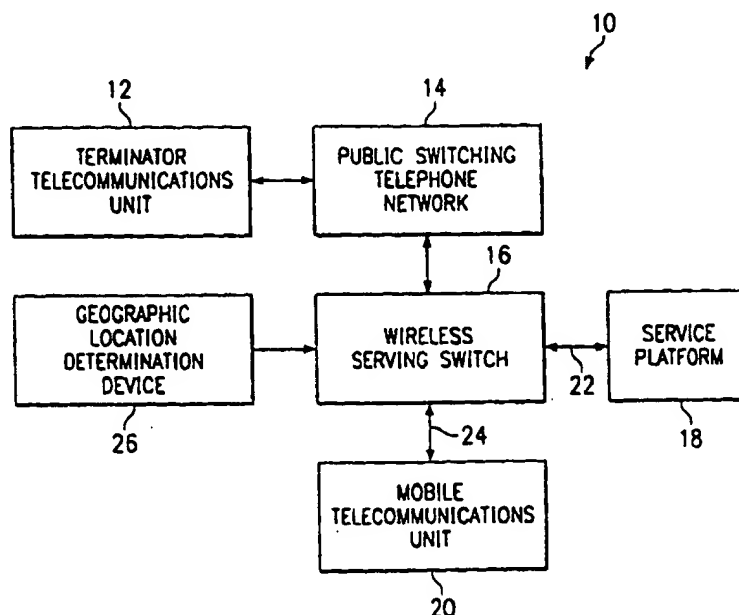 10
12
14
TERMINATOR
TELECOMMUNICATIONS
UNIT
PUBLIC SWITCHING
TELEPHONE
NETWORK
16
GEOGRAPHIC
LOCATION
DETERMINATION
DEVICE
WIRELESS
SERVING SWITCH
22
SERVICE
PLATFORM
26
24
18
MOBILE
TELECOMMUNICATIONS
UNIT
20